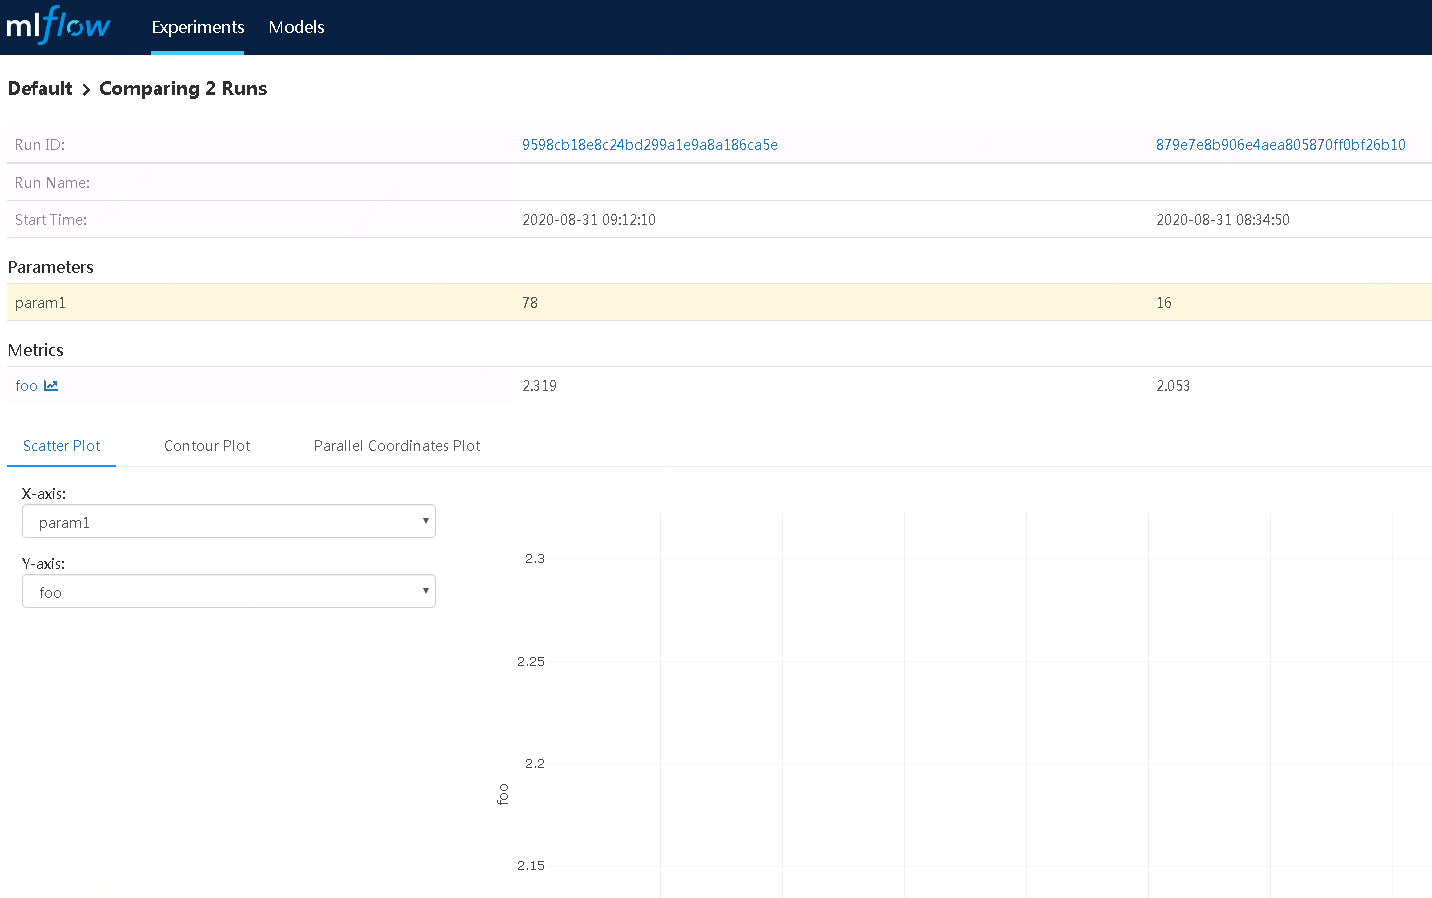 mlflow Experiments Models
Default > Comparing 2 Runs
Run ID: 9598cb18e8c24bd299a1e9a8a186ca5e 879e7e8b906e4aea805870ff0bf26b10
Run Name:
Start Time: 2020-08-31 09:12:10 2020-08-31 08:34:50
Parameters
param1 78 16
Metrics
foo 2.319 2.053
Scatter Plot Contour Plot Parallel Coordinates Plot
X-axis:
param1
Y-axis:
foo
2.3
2.25
2.2
foo
2.15